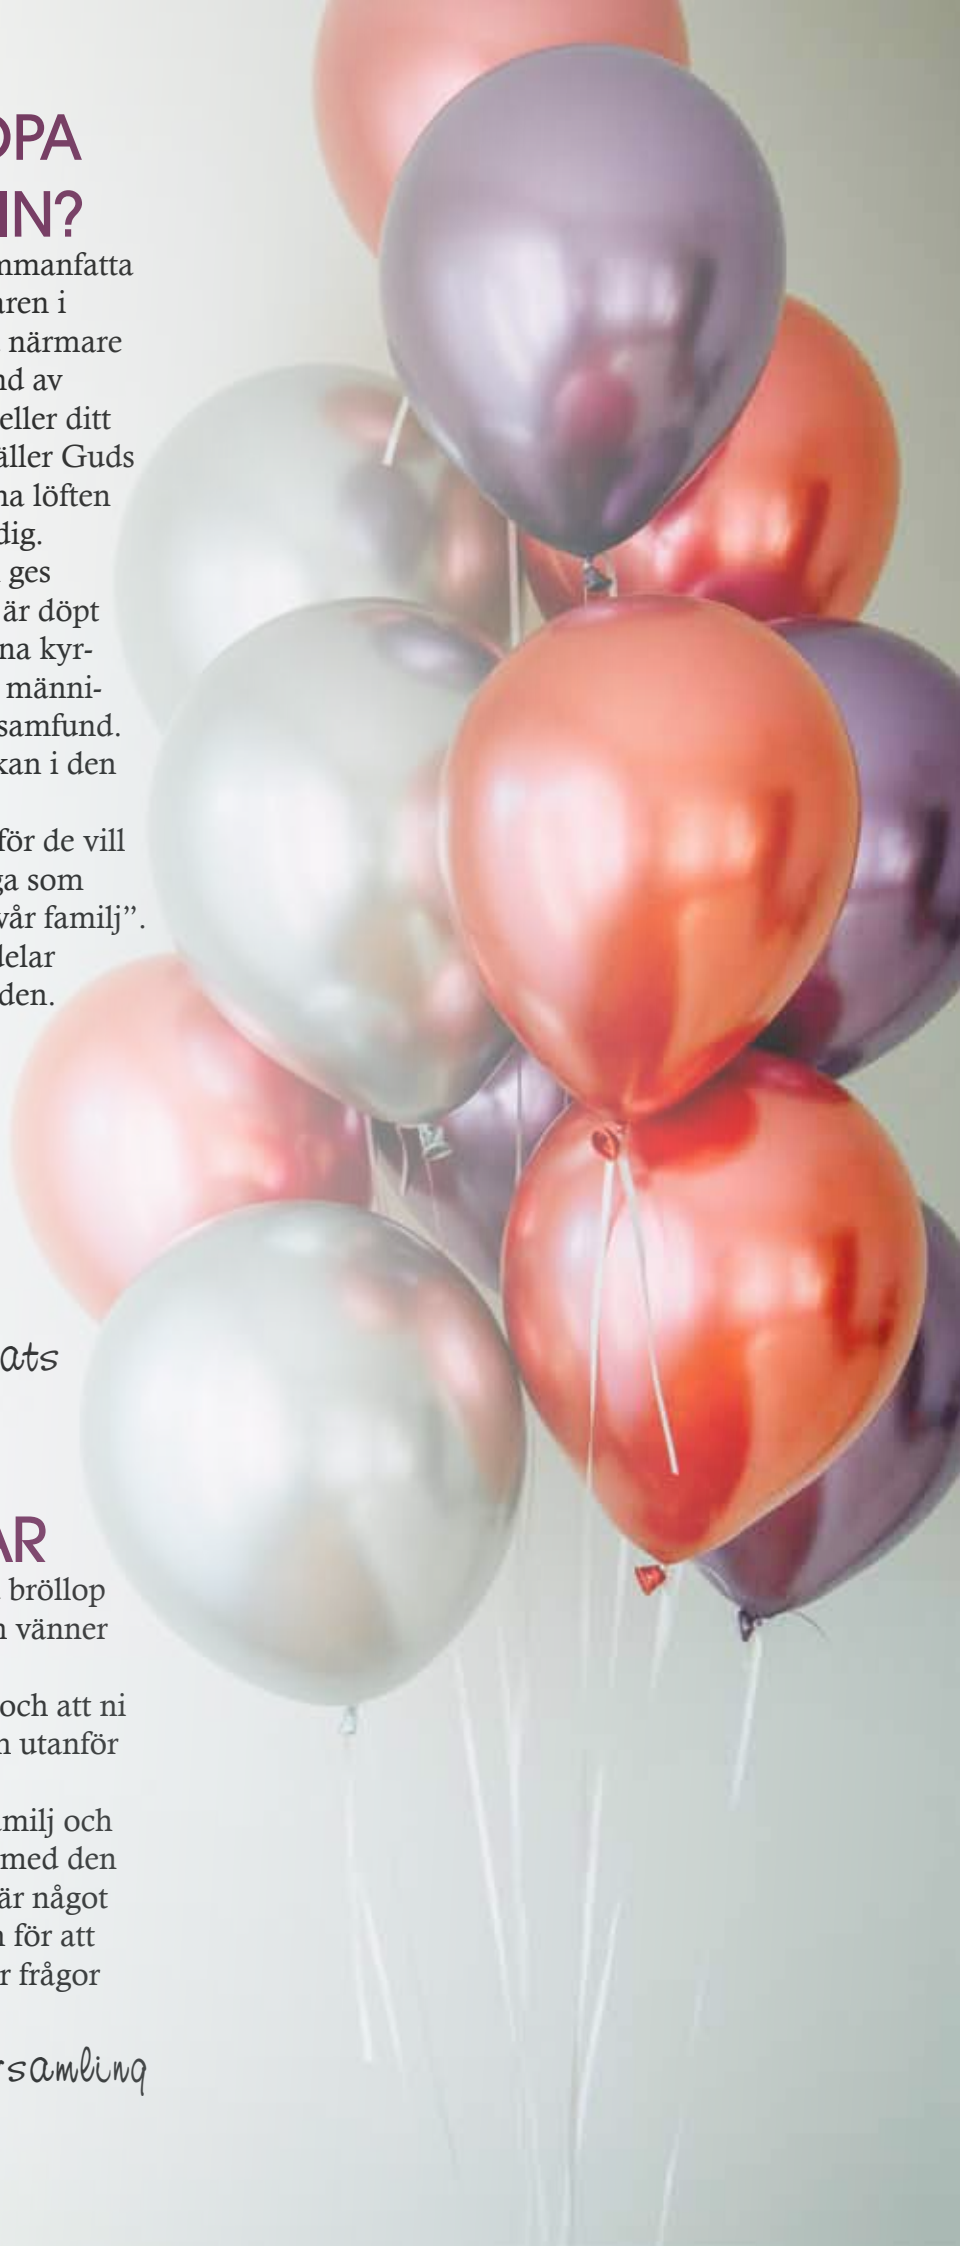 OPA
IN?
mmanfatta
aren i
närmare
nd av
eller ditt
äller Guds
na löften
dig.
ges
är döpt
na kyr-
männi-
samfund.
kan i den
för de vill
ga som
vår familj”.
delar
den.
ats
AR
bröllop
n vänner
och att ni
n utanför
amilj och
med den
är något
n för att
r frågor
rsamling